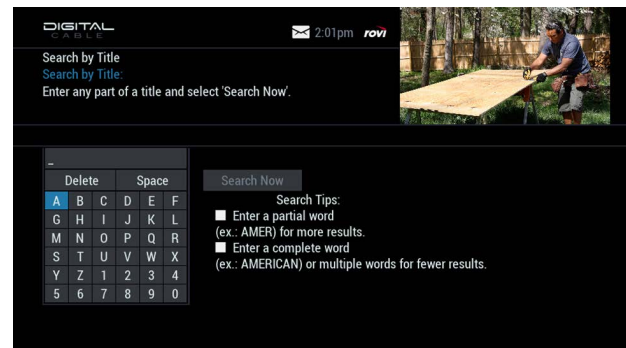 DIGITAL
CABLE
2:01pm rovi
Search by Title
Search by Title:
Enter any part of a title and select 'Search Now'.
_
Delete Space
Search Now
A B C D E F
G H I J K L
M N O P Q R
S T U V W X
Y Z 1 2 3 4
5 6 7 8 9 0
Search Tips:
Enter a partial word
(ex.: AMER) for more results.
Enter a complete word
(ex.: AMERICAN) or multiple words for fewer results.